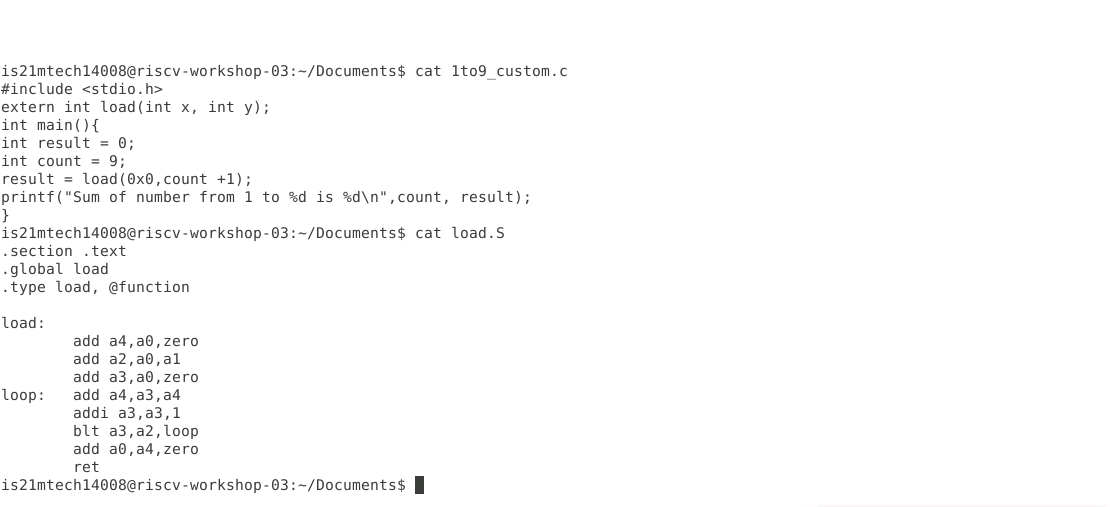 is21mtech14008@riscv-workshop-03:~/Documents$ cat 1to9_custom.c
#include <stdio.h>
extern int load(int x, int y);
int main(){
int result = 0;
int count = 9;
result = load(0x0,count +1);
printf("Sum of number from 1 to %d is %d\n",count, result);
}
is21mtech14008@riscv-workshop-03:~/Documents$ cat load.S
.section .text
.global load
.type load, @function

load:
        add a4,a0,zero
        add a2,a0,a1
        add a3,a0,zero
loop:   add a4,a3,a4
        addi a3,a3,1
        blt a3,a2,loop
        add a0,a4,zero
        ret
is21mtech14008@riscv-workshop-03:~/Documents$